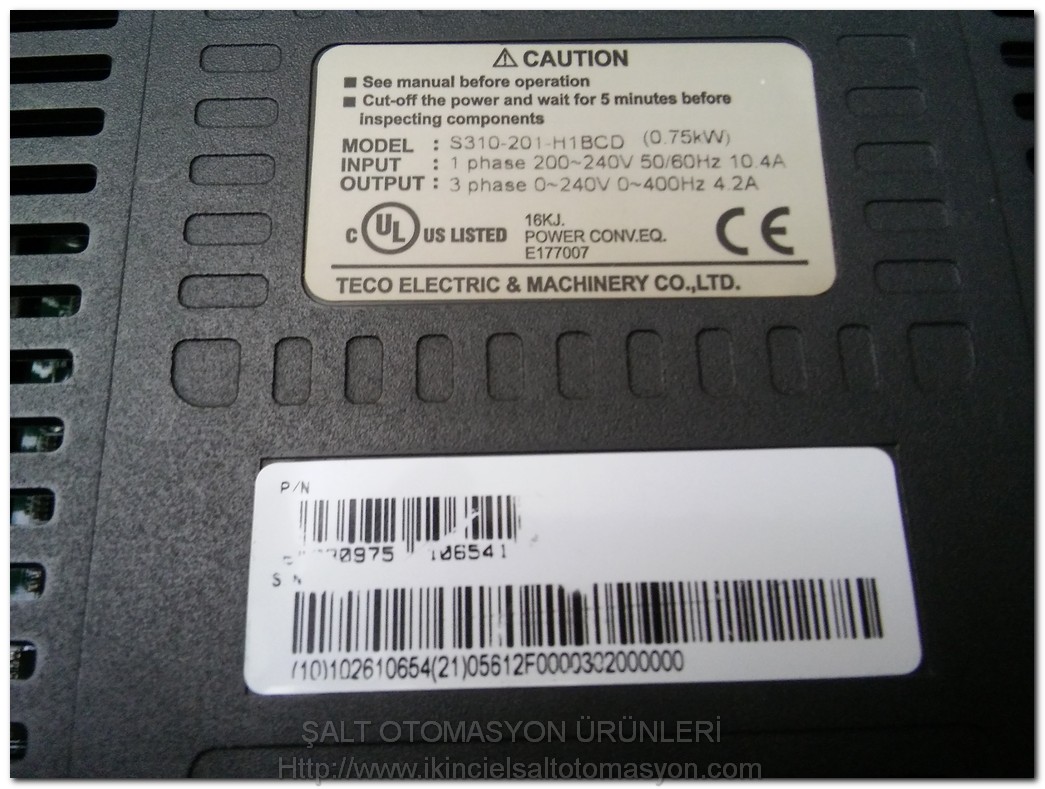 ⚠ CAUTION
■ See manual before operation
■ Cut-off the power and wait for 5 minutes before
inspecting components
MODEL : S310-201-H1BCD (0.75kW)
INPUT : 1 phase 200~240V 50/60Hz 10.4A
OUTPUT : 3 phase 0~240V 0~400Hz 4.2A
C UL US LISTED
16KJ.
POWER CONV.EQ.
E177007
CE
TECO ELECTRIC & MACHINERY CO.,LTD.
P/N
0975 106541
S N
(10)102610654(21)05612F0000302000000
ŞALT OTOMASYON ÜRÜNLERİ
Http://www.ikincielsaltotomasyon.com